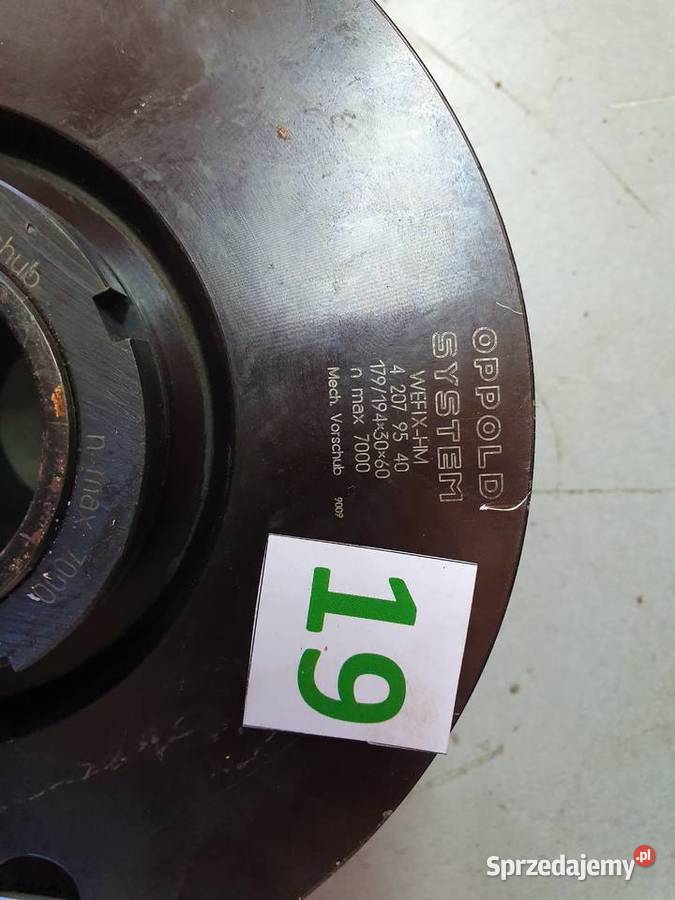 OPPOLD
SYSTEM
WEFIX-HM
4 207 95 40
179/194×30×60
n max 7000
Mech. Vorschub 9009
n max. 7000
19
Sprzedajemy.pl